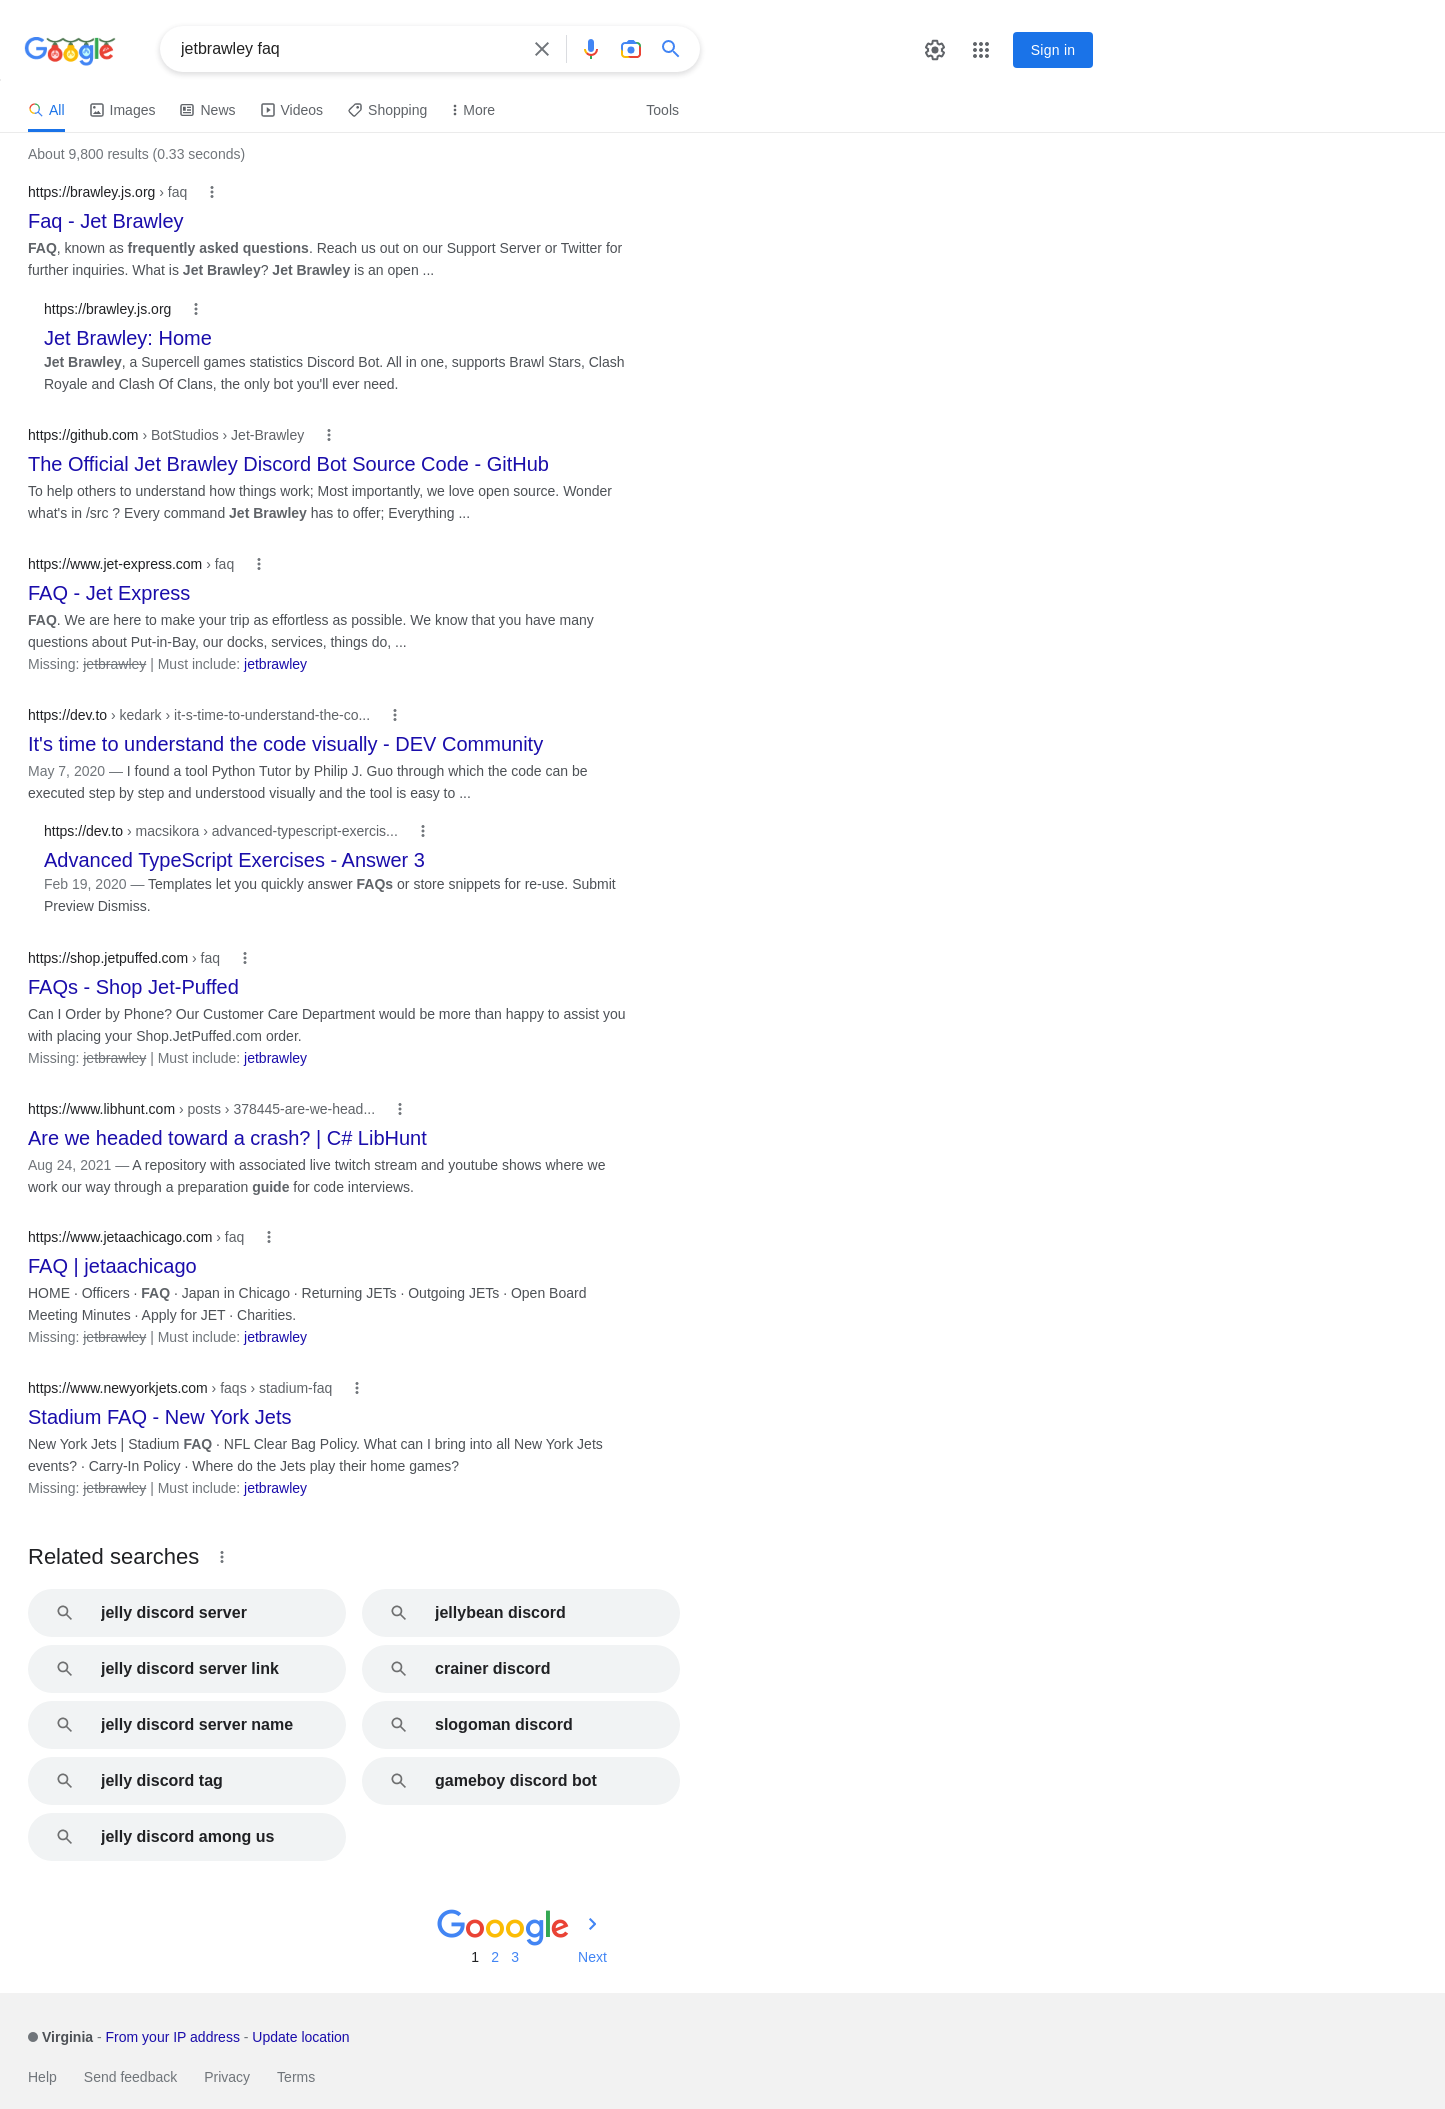 Google
jetbrawley faq
Sign in
All
Images
News
Videos
Shopping
More
Tools
About 9,800 results (0.33 seconds)
https://brawley.js.org › faq
Faq - Jet Brawley
FAQ, known as frequently asked questions. Reach us out on our Support Server or Twitter for
further inquiries. What is Jet Brawley? Jet Brawley is an open ...
https://brawley.js.org
Jet Brawley: Home
Jet Brawley, a Supercell games statistics Discord Bot. All in one, supports Brawl Stars, Clash
Royale and Clash Of Clans, the only bot you'll ever need.
https://github.com › BotStudios › Jet-Brawley
The Official Jet Brawley Discord Bot Source Code - GitHub
To help others to understand how things work; Most importantly, we love open source. Wonder
what's in /src ? Every command Jet Brawley has to offer; Everything ...
https://www.jet-express.com › faq
FAQ - Jet Express
FAQ. We are here to make your trip as effortless as possible. We know that you have many
questions about Put-in-Bay, our docks, services, things do, ...
Missing: jetbrawley | Must include: jetbrawley
https://dev.to › kedark › it-s-time-to-understand-the-co...
It's time to understand the code visually - DEV Community
May 7, 2020 — I found a tool Python Tutor by Philip J. Guo through which the code can be
executed step by step and understood visually and the tool is easy to ...
https://dev.to › macsikora › advanced-typescript-exercis...
Advanced TypeScript Exercises - Answer 3
Feb 19, 2020 — Templates let you quickly answer FAQs or store snippets for re-use. Submit
Preview Dismiss.
https://shop.jetpuffed.com › faq
FAQs - Shop Jet-Puffed
Can I Order by Phone? Our Customer Care Department would be more than happy to assist you
with placing your Shop.JetPuffed.com order.
Missing: jetbrawley | Must include: jetbrawley
https://www.libhunt.com › posts › 378445-are-we-head...
Are we headed toward a crash? | C# LibHunt
Aug 24, 2021 — A repository with associated live twitch stream and youtube shows where we
work our way through a preparation guide for code interviews.
https://www.jetaachicago.com › faq
FAQ | jetaachicago
HOME · Officers · FAQ · Japan in Chicago · Returning JETs · Outgoing JETs · Open Board
Meeting Minutes · Apply for JET · Charities.
Missing: jetbrawley | Must include: jetbrawley
https://www.newyorkjets.com › faqs › stadium-faq
Stadium FAQ - New York Jets
New York Jets | Stadium FAQ · NFL Clear Bag Policy. What can I bring into all New York Jets
events? · Carry-In Policy · Where do the Jets play their home games?
Missing: jetbrawley | Must include: jetbrawley
Related searches
jelly discord server
jellybean discord
jelly discord server link
crainer discord
jelly discord server name
slogoman discord
jelly discord tag
gameboy discord bot
jelly discord among us
Gooogle
1 2 3 Next
Virginia - From your IP address - Update location
Help Send feedback Privacy Terms